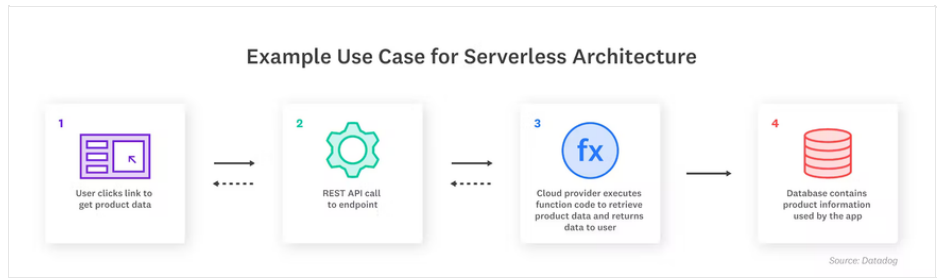 Example Use Case for Serverless Architecture
1
User clicks link to
get product data
2
REST API call
to endpoint
3
fx
Cloud provider executes
function code to retrieve
product data and returns
data to user
4
Database contains
product information
used by the app
Source: Datadog